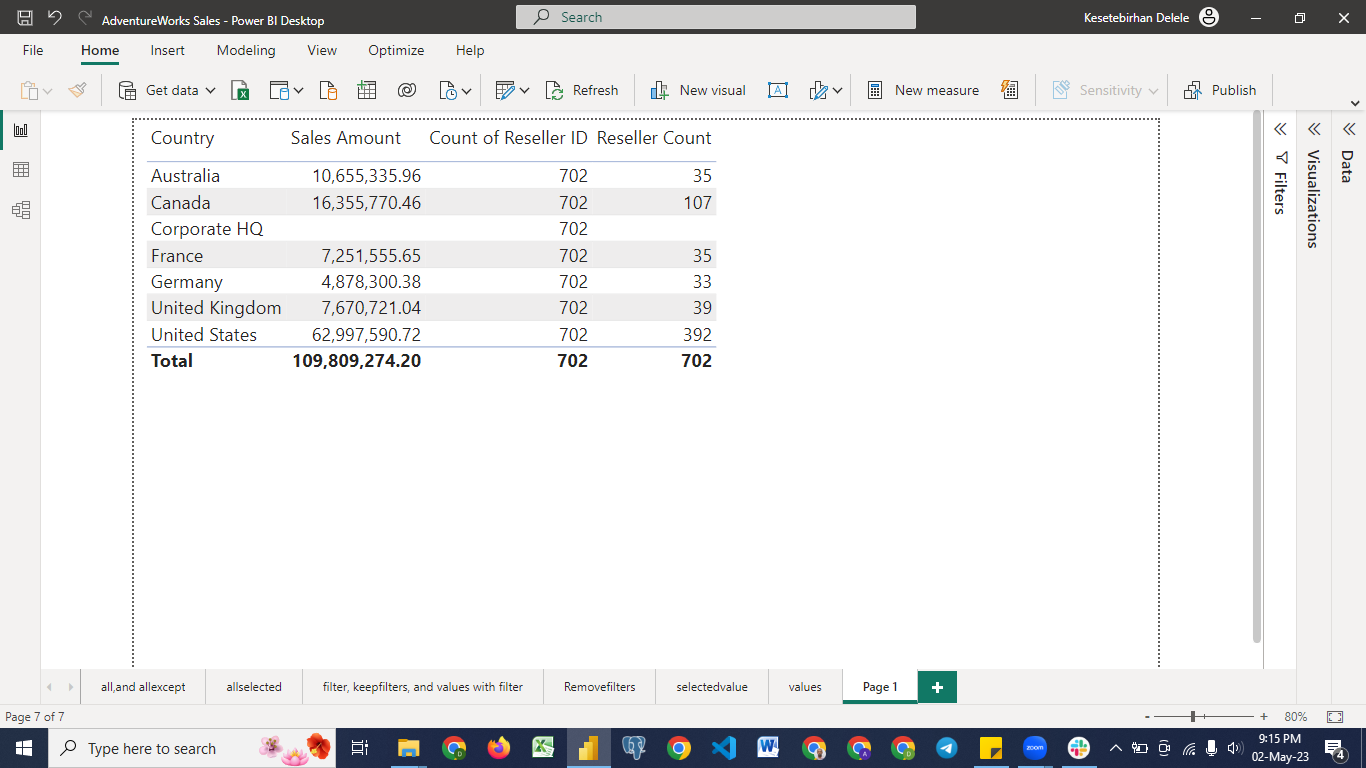 AdventureWorks Sales - Power BI Desktop
Search
Kesetebirhan Delele
File Home Insert Modeling View Optimize Help
Get data Refresh New visual New measure Sensitivity Publish
Country Sales Amount Count of Reseller ID Reseller Count
Australia 10,655,335.96 702 35
Canada 16,355,770.46 702 107
Corporate HQ 702
France 7,251,555.65 702 35
Germany 4,878,300.38 702 33
United Kingdom 7,670,721.04 702 39
United States 62,997,590.72 702 392
Total 109,809,274.20 702 702
Filters
Visualizations
Data
all,and allexcept allselected filter, keepfilters, and values with filter Removefilters selectedvalue values Page 1
Page 7 of 7
- + 80%
Type here to search
zoom
9:15 PM
02-May-23
4